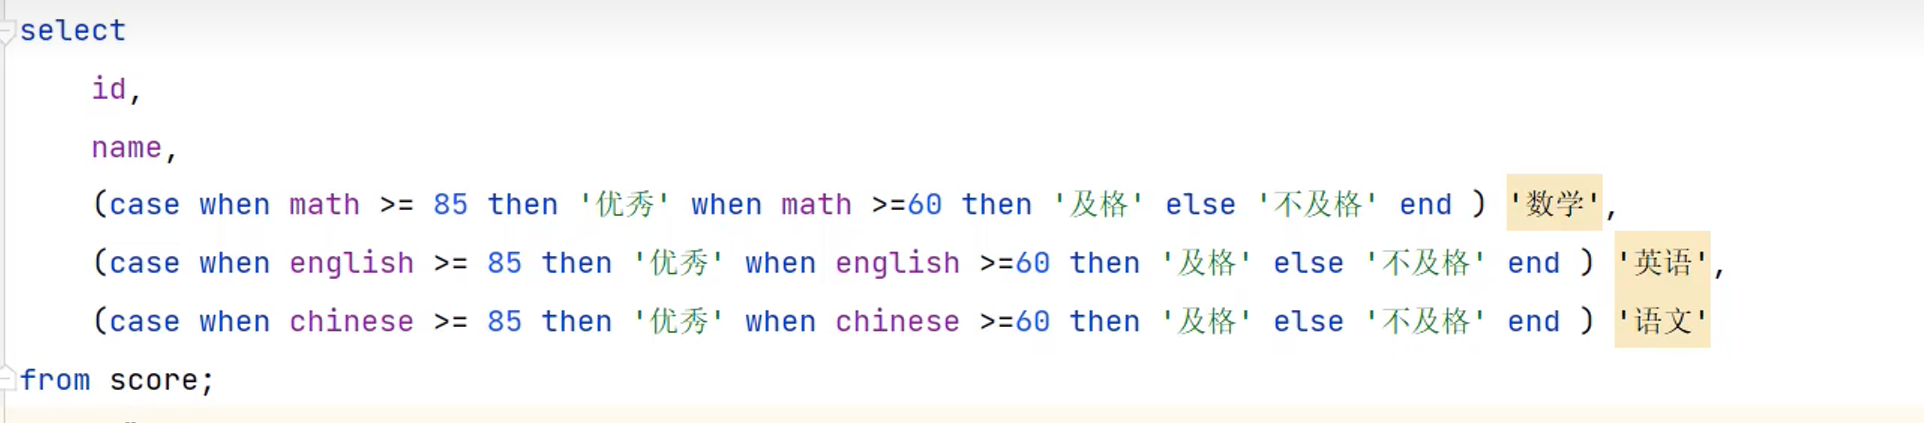 select
id,
name,
(case when math >= 85 then '优秀' when math >=60 then '及格' else '不及格' end ) '数学',
(case when english >= 85 then '优秀' when english >=60 then '及格' else '不及格' end ) '英语',
(case when chinese >= 85 then '优秀' when chinese >=60 then '及格' else '不及格' end ) '语文'
from score;